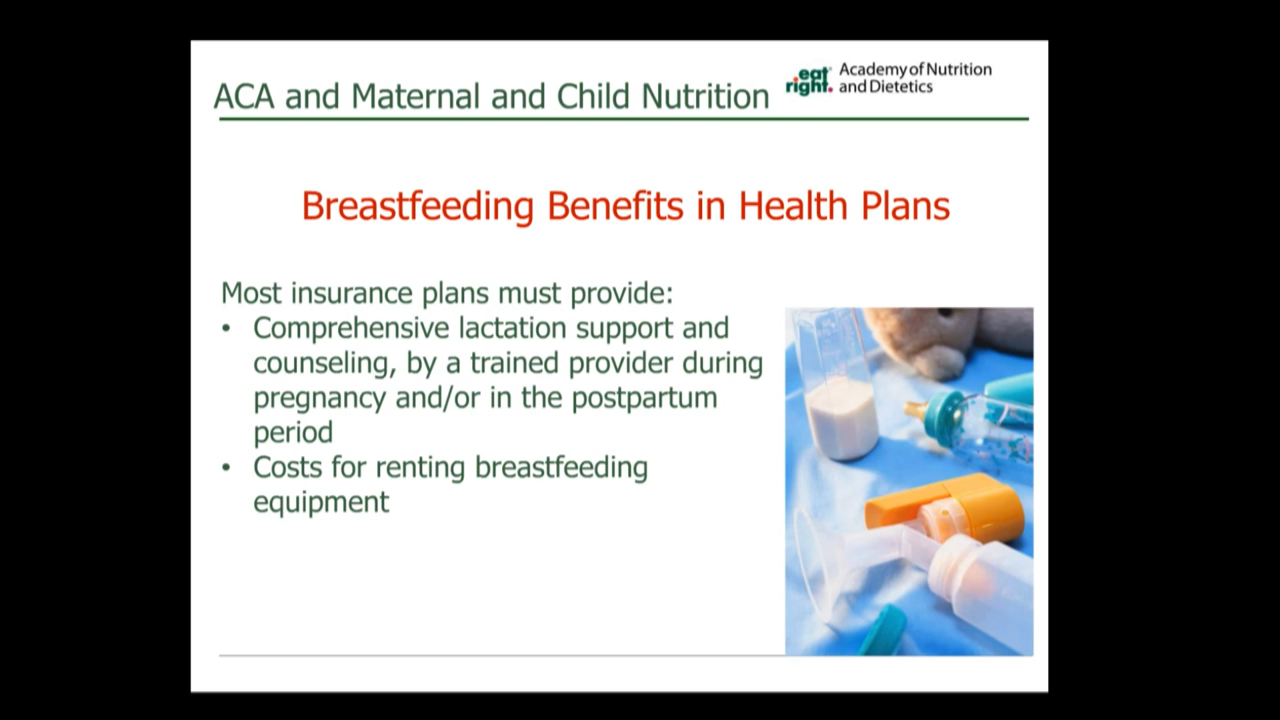 ACA and Maternal and Child Nutrition
eat right.
Academy of Nutrition
and Dietetics
Breastfeeding Benefits in Health Plans
Most insurance plans must provide:
• Comprehensive lactation support and
counseling, by a trained provider during
pregnancy and/or in the postpartum
period
• Costs for renting breastfeeding
equipment